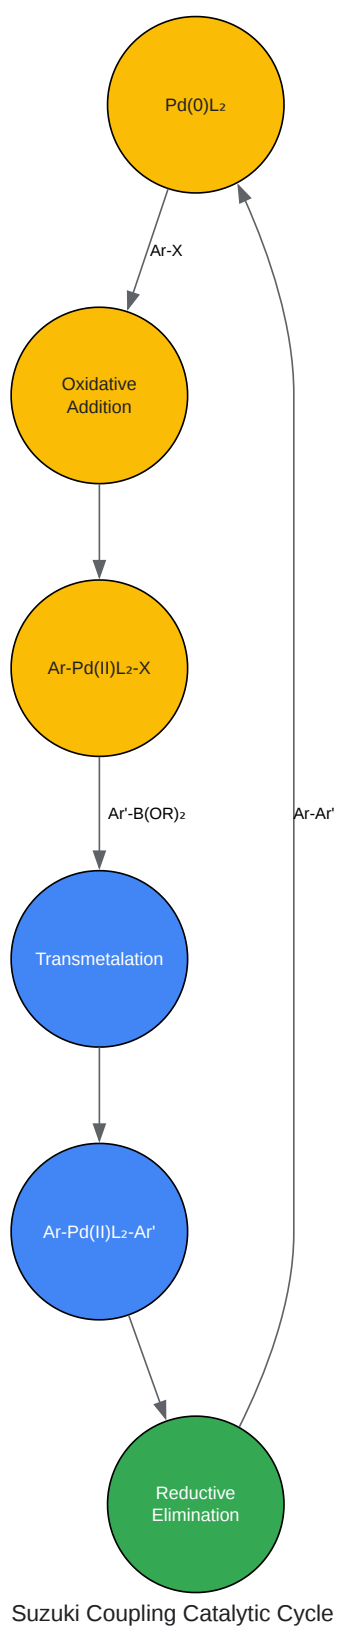 Pd(0)L₂
Ar-X
Oxidative
Addition
Ar-Pd(II)L₂-X
Ar'-B(OR)₂
Ar-Ar'
Transmetalation
Ar-Pd(II)L₂-Ar'
Reductive
Elimination
Suzuki Coupling Catalytic Cycle